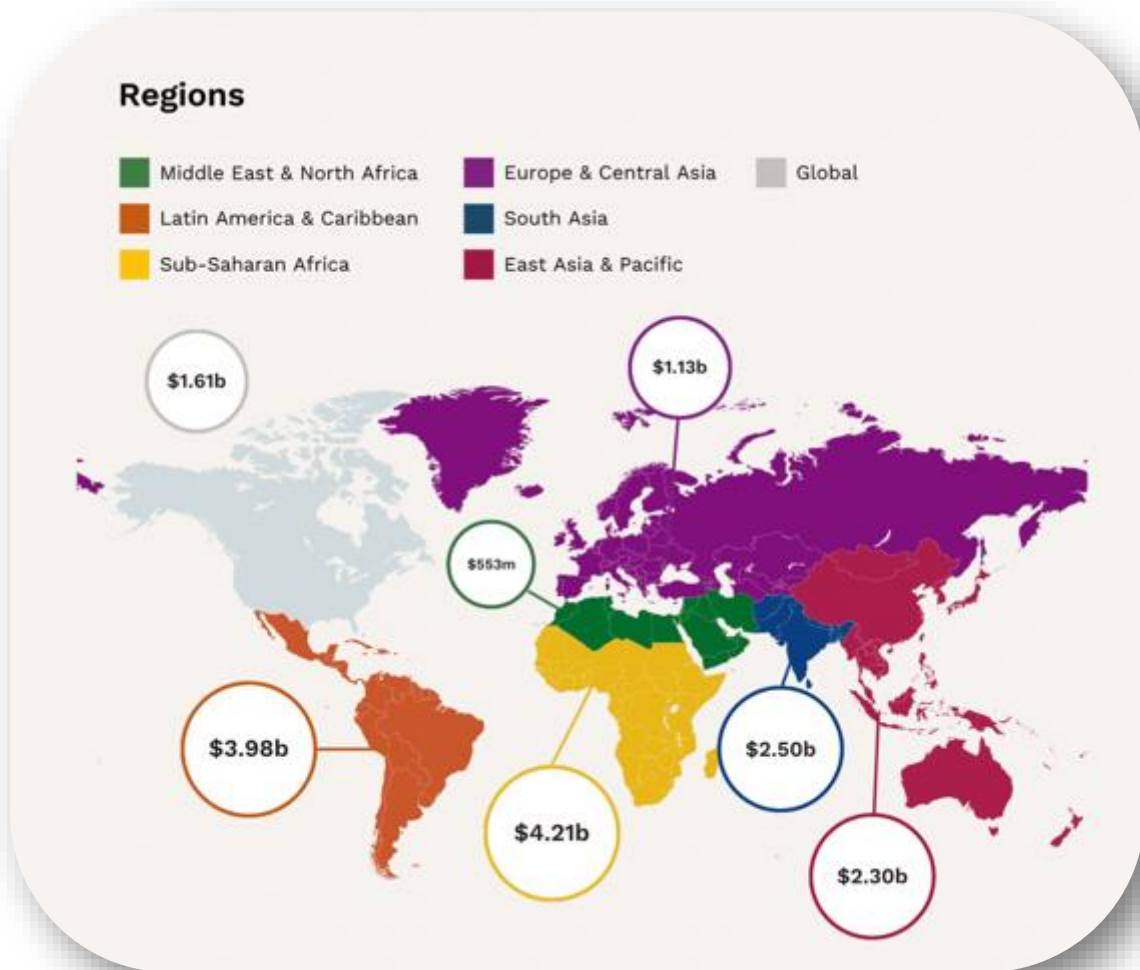 Regions
Middle East & North Africa
Europe & Central Asia
Global
Latin America & Caribbean
South Asia
Sub-Saharan Africa
East Asia & Pacific
$1.61b
$1.13b
$553m
$3.98b
$2.50b
$4.21b
$2.30b